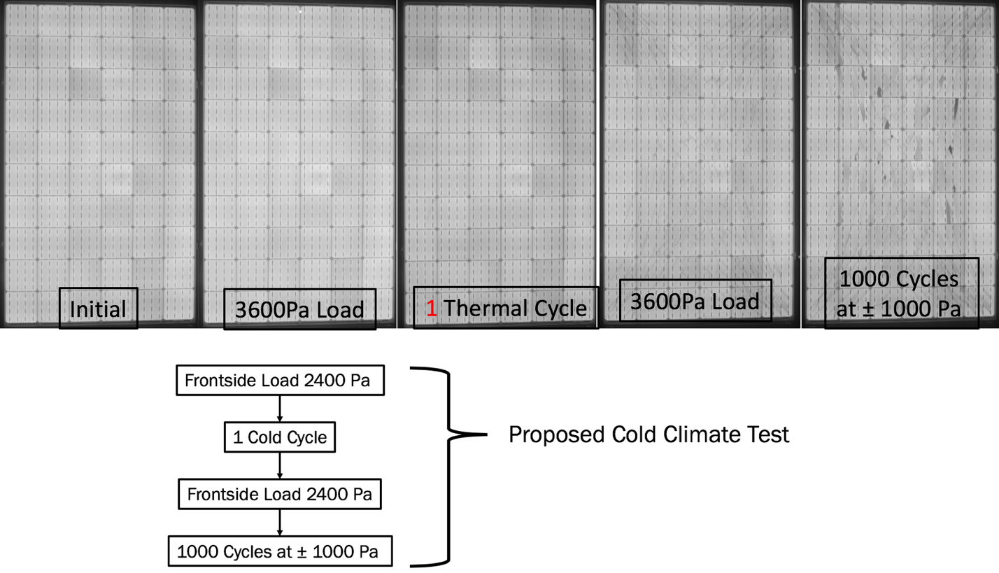 Initial
3600Pa Load
1 Thermal Cycle
3600Pa Load
1000 Cycles
at ± 1000 Pa
Frontside Load 2400 Pa
1 Cold Cycle
Frontside Load 2400 Pa
1000 Cycles at ± 1000 Pa
Proposed Cold Climate Test